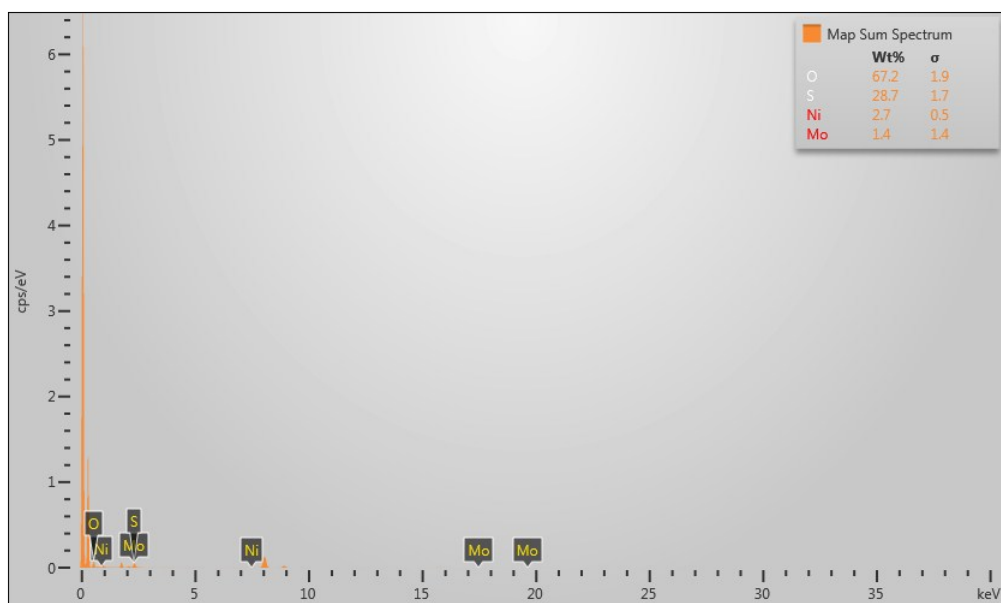 Map Sum Spectrum
Wt% σ
O 67.2 1.9
S 28.7 1.7
Ni 2.7 0.5
Mo 1.4 1.4
6
5
4
3
2
1
0
cps/eV
O
S
Ni
Mo
Ni
Mo
Mo
0 5 10 15 20 25 30 35 keV